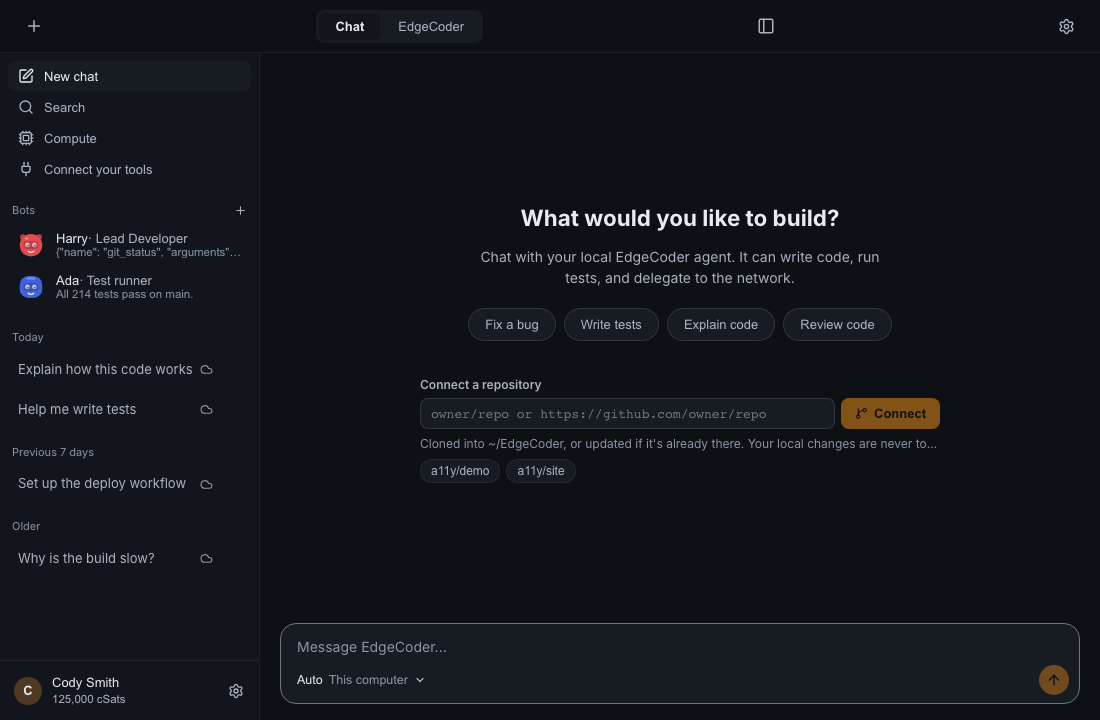 Chat
EdgeCoder
New chat
Search
Compute
Connect your tools
Bots
Harry · Lead Developer
{"name": "git_status", "arguments"...
Ada · Test runner
All 214 tests pass on main.
Today
Explain how this code works
Help me write tests
Previous 7 days
Set up the deploy workflow
Older
Why is the build slow?
C
Cody Smith
125,000 cSats
What would you like to build?
Chat with your local EdgeCoder agent. It can write code, run
tests, and delegate to the network.
Fix a bug
Write tests
Explain code
Review code
Connect a repository
owner/repo or https://github.com/owner/repo
Connect
Cloned into ~/EdgeCoder, or updated if it's already there. Your local changes are never to...
a11y/demo
a11y/site
Message EdgeCoder...
Auto This computer